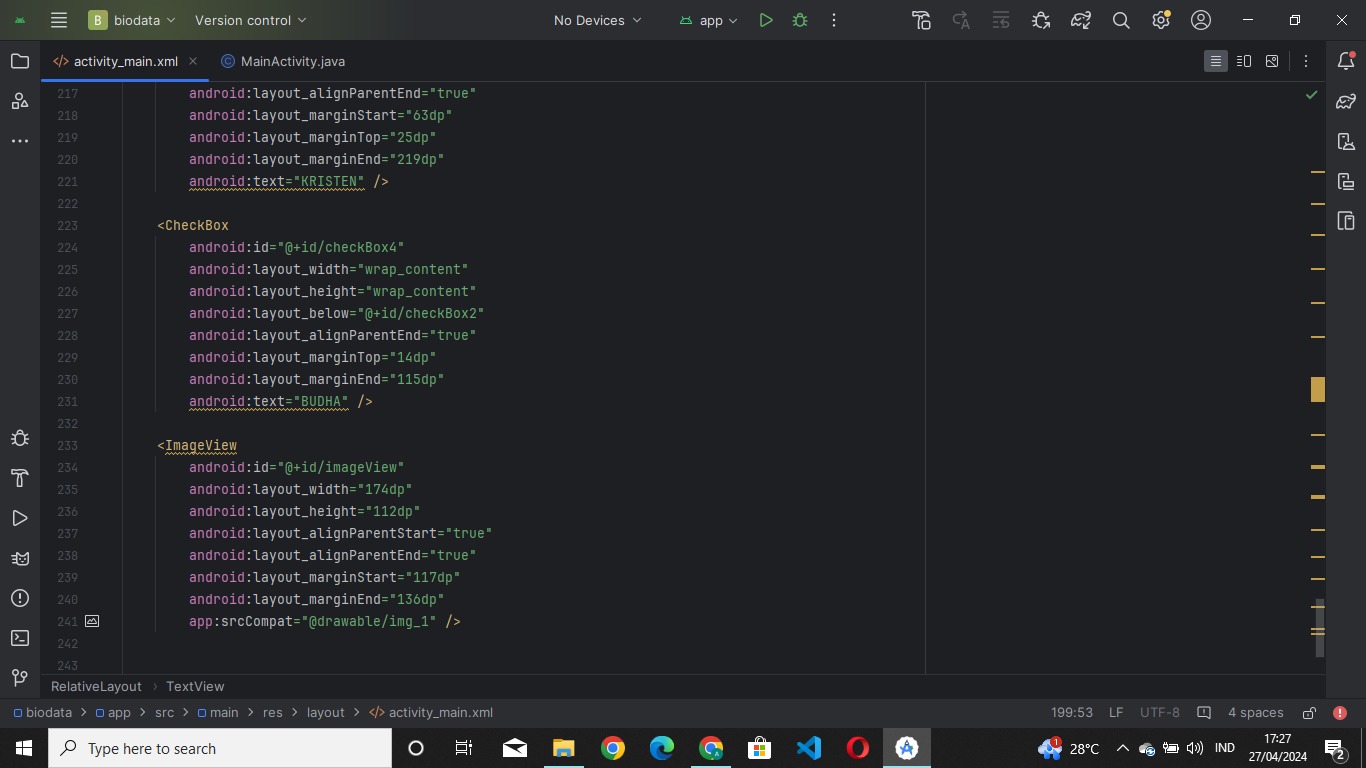 B biodata Version control No Devices app
activity_main.xml MainActivity.java
217 android:layout_alignParentEnd="true"
218 android:layout_marginStart="63dp"
219 android:layout_marginTop="25dp"
220 android:layout_marginEnd="219dp"
221 android:text="KRISTEN" />
222
223 <CheckBox
224 android:id="@+id/checkBox4"
225 android:layout_width="wrap_content"
226 android:layout_height="wrap_content"
227 android:layout_below="@+id/checkBox2"
228 android:layout_alignParentEnd="true"
229 android:layout_marginTop="14dp"
230 android:layout_marginEnd="115dp"
231 android:text="BUDHA" />
232
233 <ImageView
234 android:id="@+id/imageView"
235 android:layout_width="174dp"
236 android:layout_height="112dp"
237 android:layout_alignParentStart="true"
238 android:layout_alignParentEnd="true"
239 android:layout_marginStart="117dp"
240 android:layout_marginEnd="136dp"
241 app:srcCompat="@drawable/img_1" />
242
243
RelativeLayout > TextView
biodata > app > src > main > res > layout > activity_main.xml 199:53 LF UTF-8 4 spaces
Type here to search 1 28°C IND 17:27 27/04/2024 2